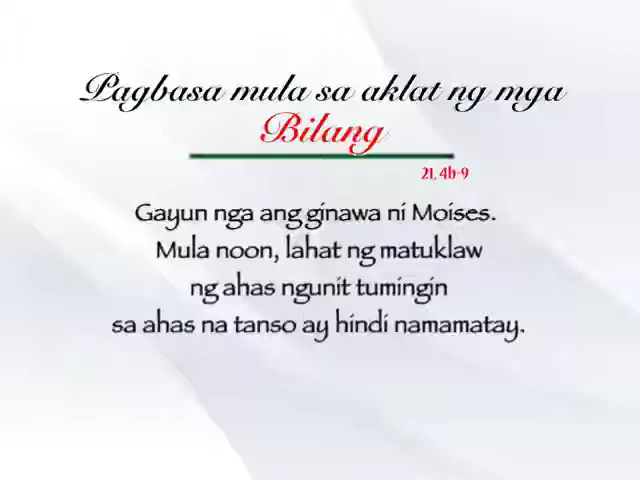 Pagbasa mula sa aklat ng mga
Bilang
21, 4b-9
Gayun nga ang ginawa ni Moises.
Mula noon, lahat ng matuklaw
ng ahas ngunit tumingin
sa ahas na tanso ay hindi namamatay.